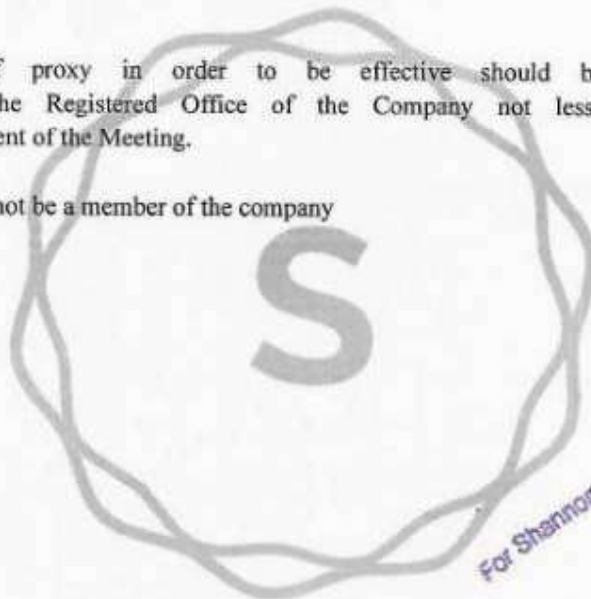 proxy in order to be effective should b
he Registered Office of the Company not less
ent of the Meeting.
not be a member of the company
S
For Shannon